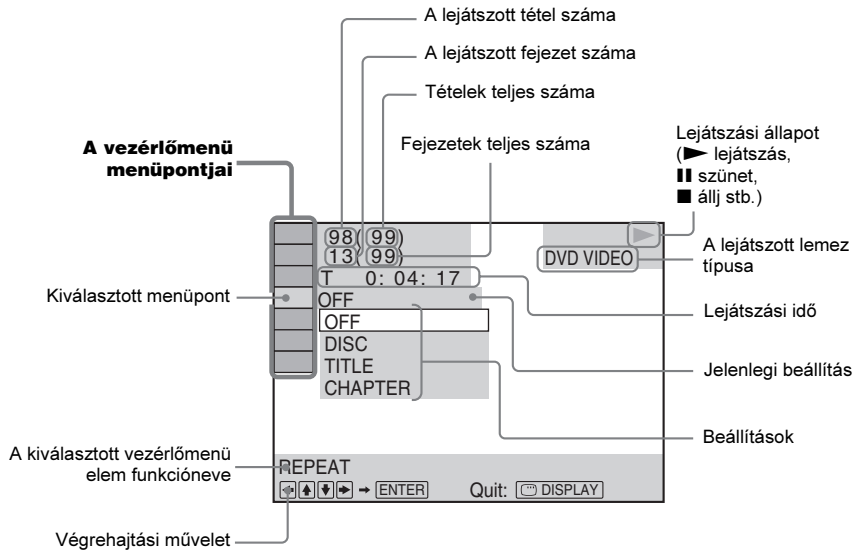 A lejátszott tétel száma
A lejátszott fejezet száma
Tételek teljes száma
Fejezetek teljes száma
A vezérlőmenü
menüpontjai
Lejátszási állapot
(► lejátszás,
❚❚ szünet,
■ állj stb.)
98( 99)
13( 99)
DVD VIDEO
A lejátszott lemez
típusa
T 0: 04: 17
Kiválasztott menüpont
OFF
Lejátszási idő
OFF
DISC
TITLE
CHAPTER
Jelenlegi beállítás
Beállítások
A kiválasztott vezérlőmenü
elem funkcióneve
REPEAT
← ↑ ↓ → → ENTER Quit: DISPLAY
Végrehajtási művelet